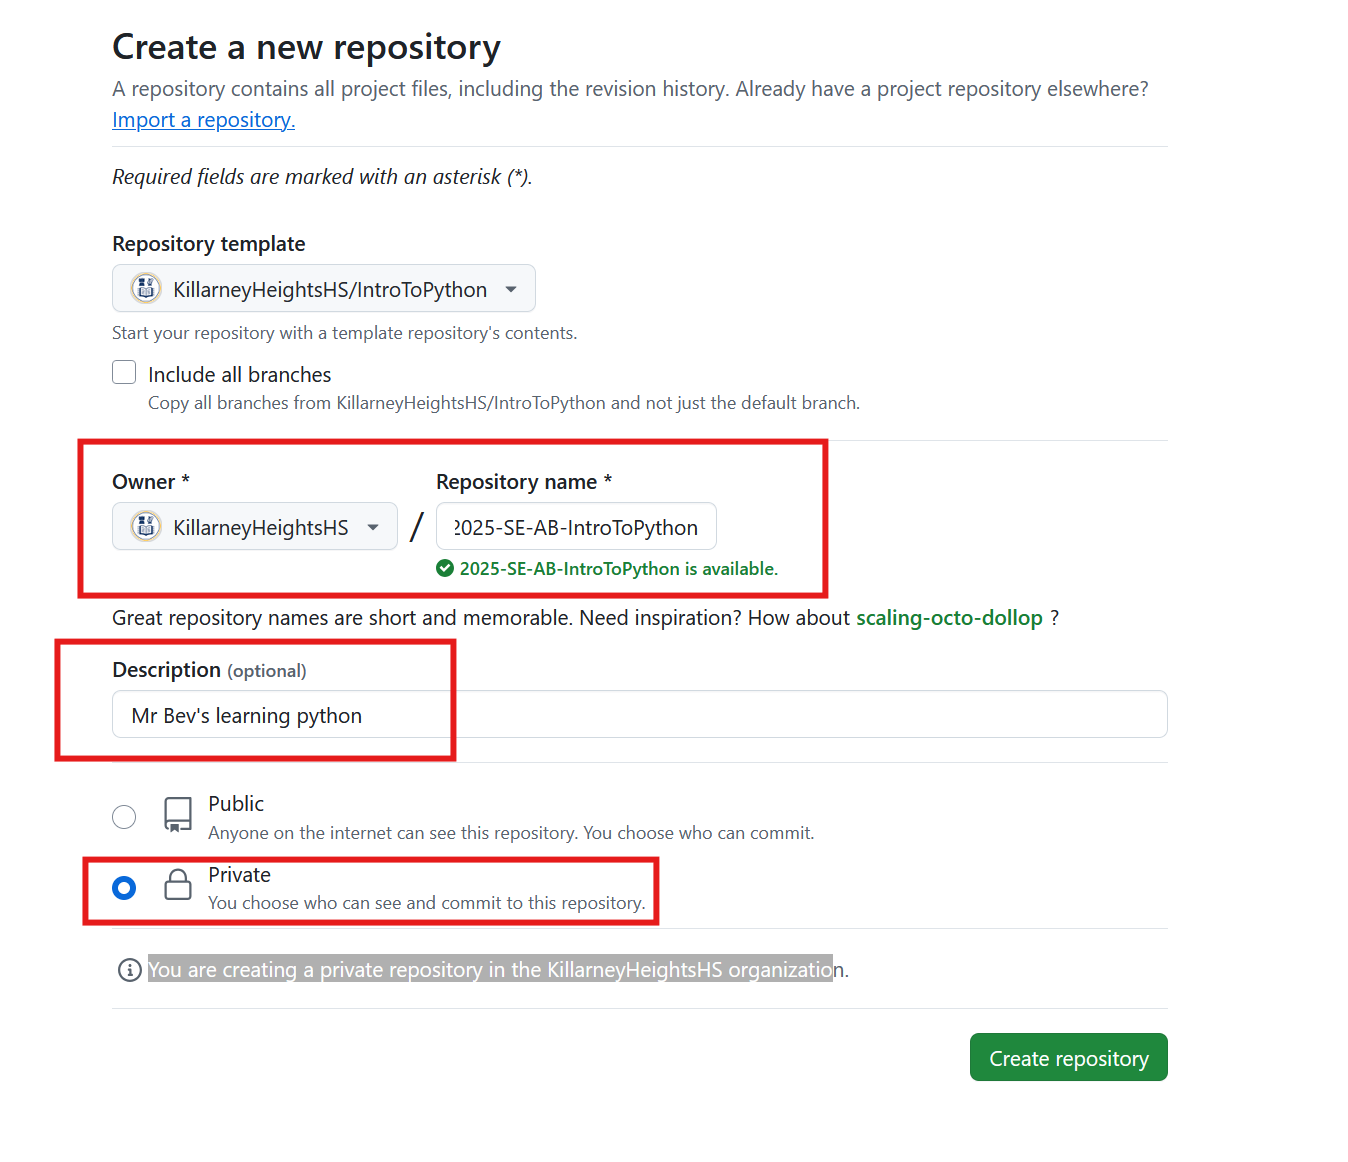 Create a new repository
A repository contains all project files, including the revision history. Already have a project repository elsewhere?
Import a repository.
Required fields are marked with an asterisk (*).
Repository template
KillarneyHeightsHS/IntroToPython
Start your repository with a template repository's contents.
Include all branches
Copy all branches from KillarneyHeightsHS/IntroToPython and not just the default branch.
Owner * Repository name *
KillarneyHeightsHS / 2025-SE-AB-IntroToPython
2025-SE-AB-IntroToPython is available.
Great repository names are short and memorable. Need inspiration? How about scaling-octo-dollop ?
Description (optional)
Mr Bev's learning python
Public
Anyone on the internet can see this repository. You choose who can commit.
Private
You choose who can see and commit to this repository.
You are creating a private repository in the KillarneyHeightsHS organization.
Create repository